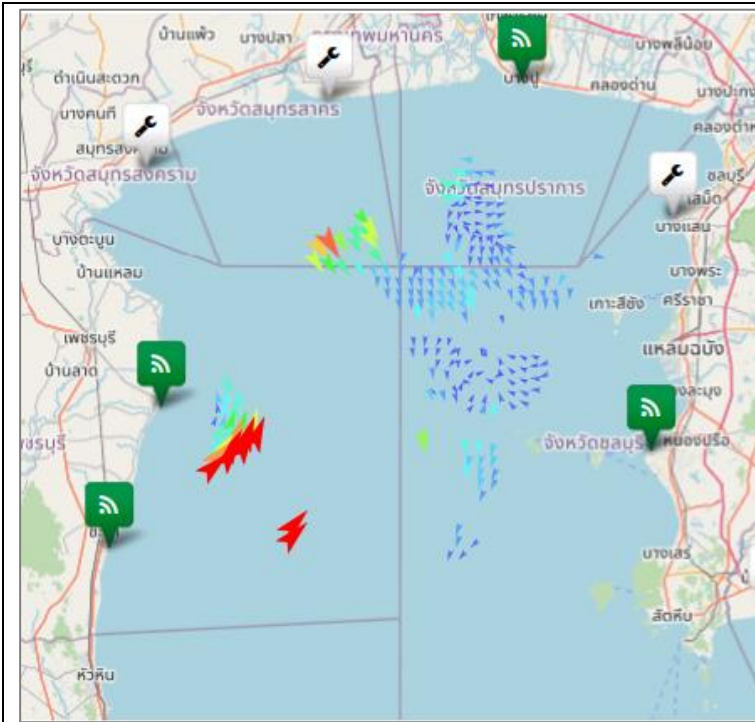 บ้านแพ้ว
บางปลา
บางพลีน้อย
ดำเนินสะดวก
บางปู
คลองด่าน
บางปะกง
จังหวัดสมุทรสาคร
บางคนที
จังหวัดสมุทรสงคราม
จังหวัดสมุทรปราการ
ชลบุรี
เสม็ด
บางแสน
บางตะบูน
บ้านแหลม
บางพระ
เกาะสีชัง
ศรีราชา
เพชรบุรี
แหลมฉบัง
บ้านลาด
จังหวัดชลบุรี
หนองปรือ
บางเสร่
สัตหีบ
หัวหิน